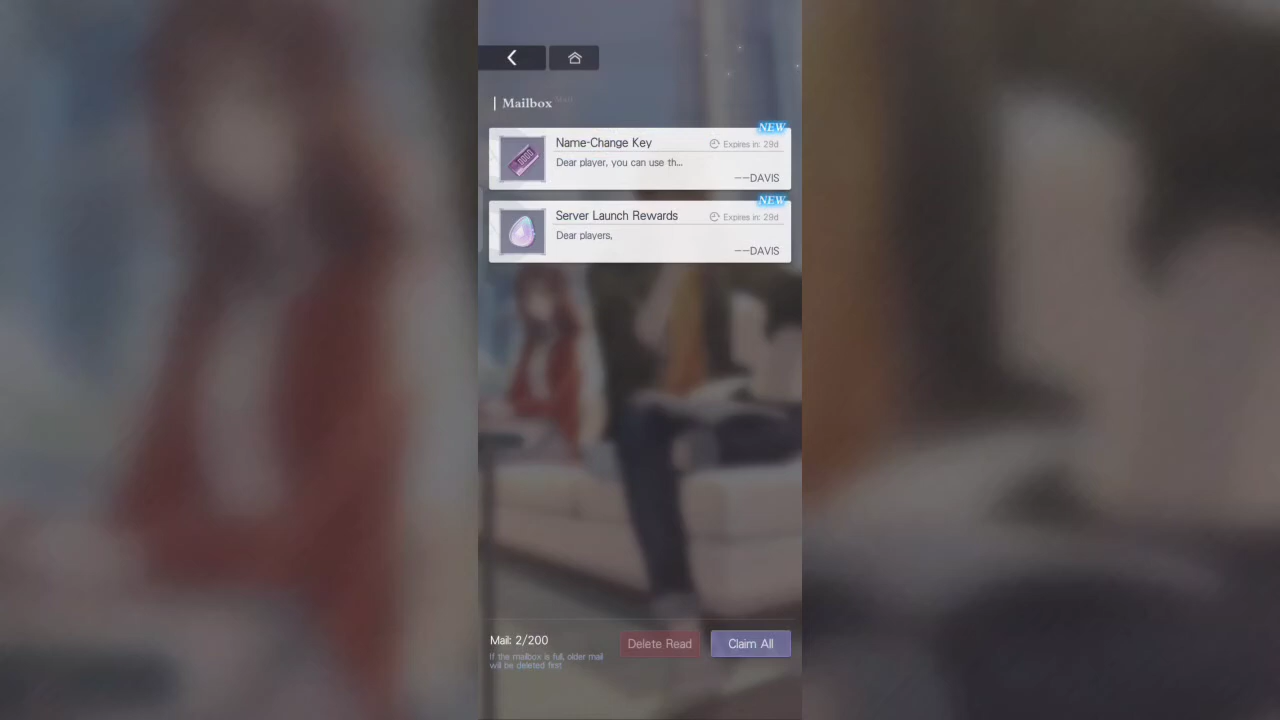 Mailbox
NEW
Name-Change Key
Expires in: 29d
Dear player, you can use th...
——DAVIS
NEW
Server Launch Rewards
Expires in: 29d
Dear players,
——DAVIS
Mail: 2/200
If the mailbox is full, older mail
will be deleted first
Delete Read
Claim All